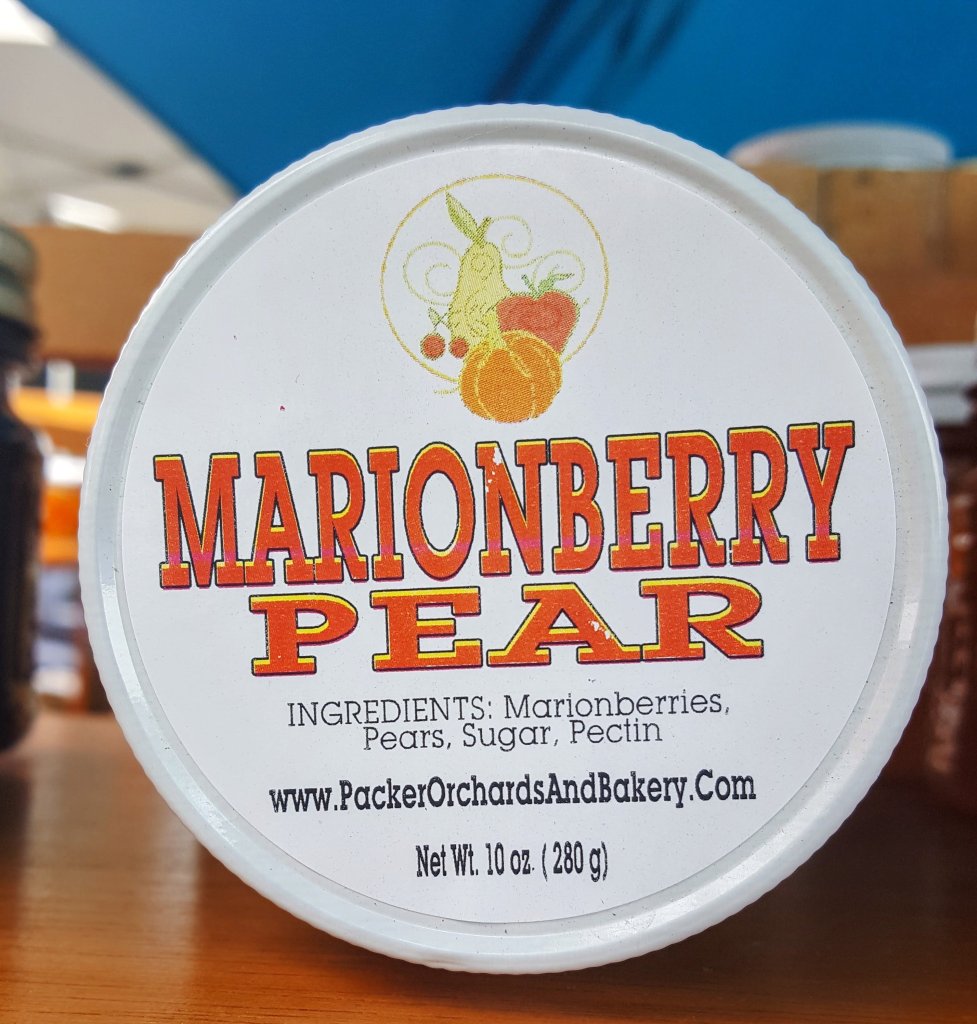 MARIONBERRY
PEAR
INGREDIENTS: Marionberries,
Pears, Sugar, Pectin
www.PackerOrchardsAndBakery.Com
Net Wt. 10 oz. ( 280 g)